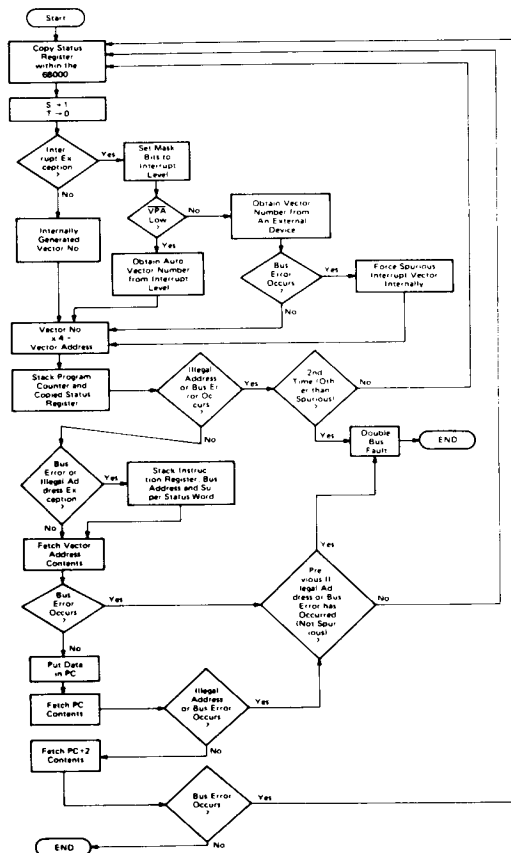 Start
Copy Status
Register
within the
68000
S → 1
T → 0
Inter
rupt Ex
ception
?
Yes
No
Set Mask
Bits to
Interrupt
Level
VPA
Low
?
No
Yes
Obtain Vector
Number from
An External
Device
Internally
Generated
Vector No
Obtain Auto
Vector Number
from Interrupt
Level
Bus
Error
Occurs
?
Yes
No
Force Spurious
Interrupt Vector
Internally
Vector No
x 4 =
Vector Address
Stack Program
Counter and
Copied Status
Register
Illegal
Address
or Bus Er
ror Oc
curs
?
Yes
No
2nd
Time (Oth
er than
Spurious)
?
No
Yes
Double
Bus
Fault
END
Bus
Error or
Illegal Ad
dress Ex
ception
?
Yes
No
Stack Instruc
tion Register, Bus
Address and Su
per Status Word
Fetch Vector
Address
Contents
Bus
Error
Occurs
?
Yes
No
Pre
vious Il
legal Ad
dress or Bus
Error has
Occurred
(Not Spur
ious)
?
Yes
No
Put Data
in PC
Fetch PC
Contents
Illegal
Address
or Bus Error
Occurs
?
Yes
No
Fetch PC+2
Contents
Bus Error
Occurs
?
Yes
No
END